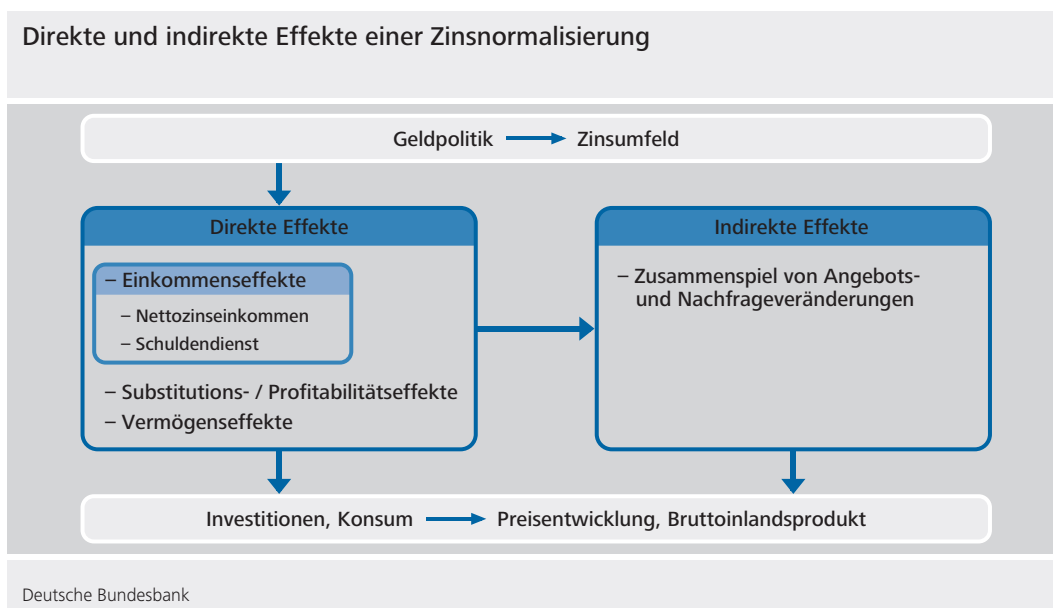 Direkte und indirekte Effekte einer Zinsnormalisierung
Geldpolitik Zinsumfeld
Direkte Effekte
– Einkommenseffekte
– Nettozinseinkommen
– Schuldendienst
– Substitutions- / Profitabilitätseffekte
– Vermögenseffekte
Indirekte Effekte
– Zusammenspiel von Angebots-
und Nachfrageveränderungen
Investitionen, Konsum Preisentwicklung, Bruttoinlandsprodukt
Deutsche Bundesbank